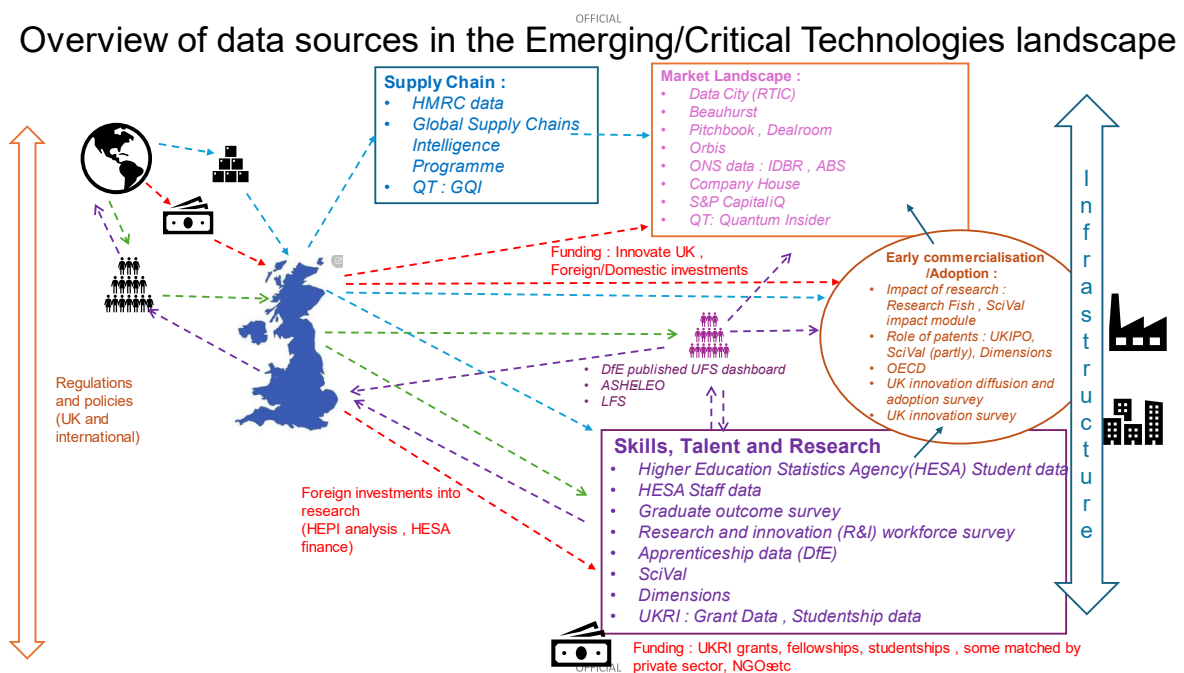 OFFICIAL
Overview of data sources in the Emerging/Critical Technologies landscape
Supply Chain :
• HMRC data
• Global Supply Chains
Intelligence
Programme
• QT : GQI
Market Landscape :
• Data City (RTIC)
• Beauhurst
• Pitchbook , Dealroom
• Orbis
• ONS data : IDBR , ABS
• Company House
• S&P CapitaliQ
• QT: Quantum Insider
Funding : Innovate UK ,
Foreign/Domestic investments
Early commercialisation
/Adoption :
• Impact of research :
Research Fish , SciVal
impact module
• Role of patents : UKIPO,
SciVal (partly), Dimensions
• OECD
• UK innovation diffusion and
adoption survey
• UK innovation survey
Infrastructure
• DfE published UFS dashboard
• ASHELEO
• LFS
Regulations
and policies
(UK and
international)
Foreign investments into
research
(HEPI analysis , HESA
finance)
Skills, Talent and Research
• Higher Education Statistics Agency(HESA) Student data
• HESA Staff data
• Graduate outcome survey
• Research and innovation (R&I) workforce survey
• Apprenticeship data (DfE)
• SciVal
• Dimensions
• UKRI : Grant Data , Studentship data
Funding : UKRI grants, fellowships, studentships , some matched by
private sector, NGOsetc
OFFICIAL